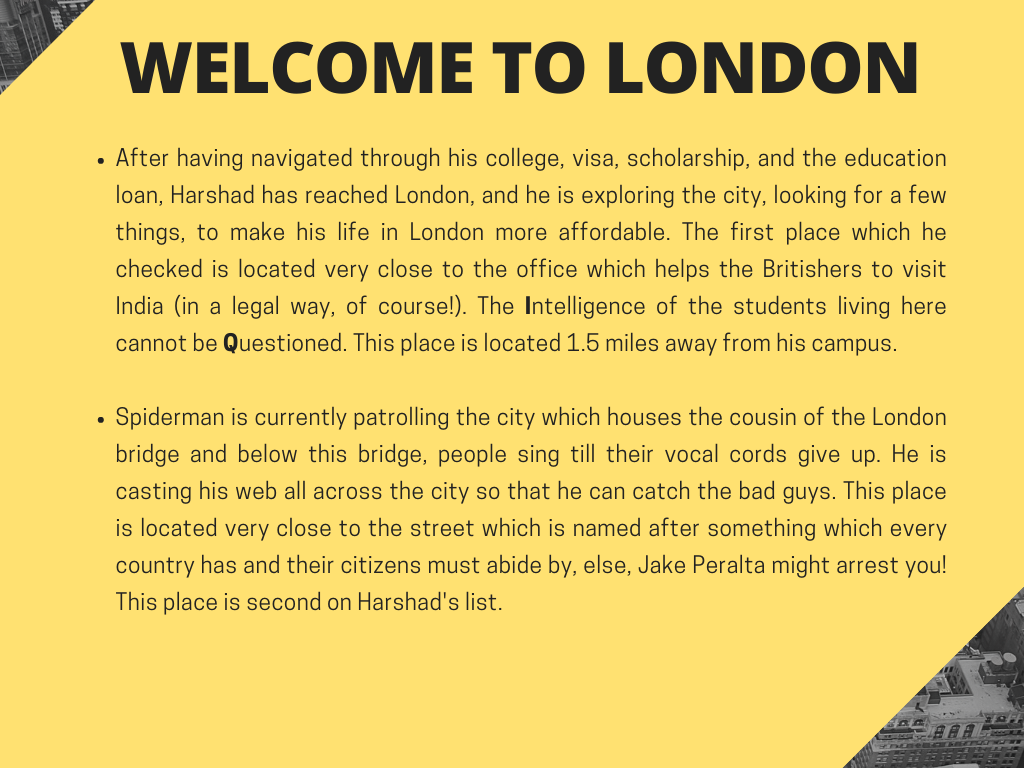 WELCOME TO LONDON
• After having navigated through his college, visa, scholarship, and the education
loan, Harshad has reached London, and he is exploring the city, looking for a few
things, to make his life in London more affordable. The first place which he
checked is located very close to the office which helps the Britishers to visit
India (in a legal way, of course!). The Intelligence of the students living here
cannot be Questioned. This place is located 1.5 miles away from his campus.
• Spiderman is currently patrolling the city which houses the cousin of the London
bridge and below this bridge, people sing till their vocal cords give up. He is
casting his web all across the city so that he can catch the bad guys. This place
is located very close to the street which is named after something which every
country has and their citizens must abide by, else, Jake Peralta might arrest you!
This place is second on Harshad's list.